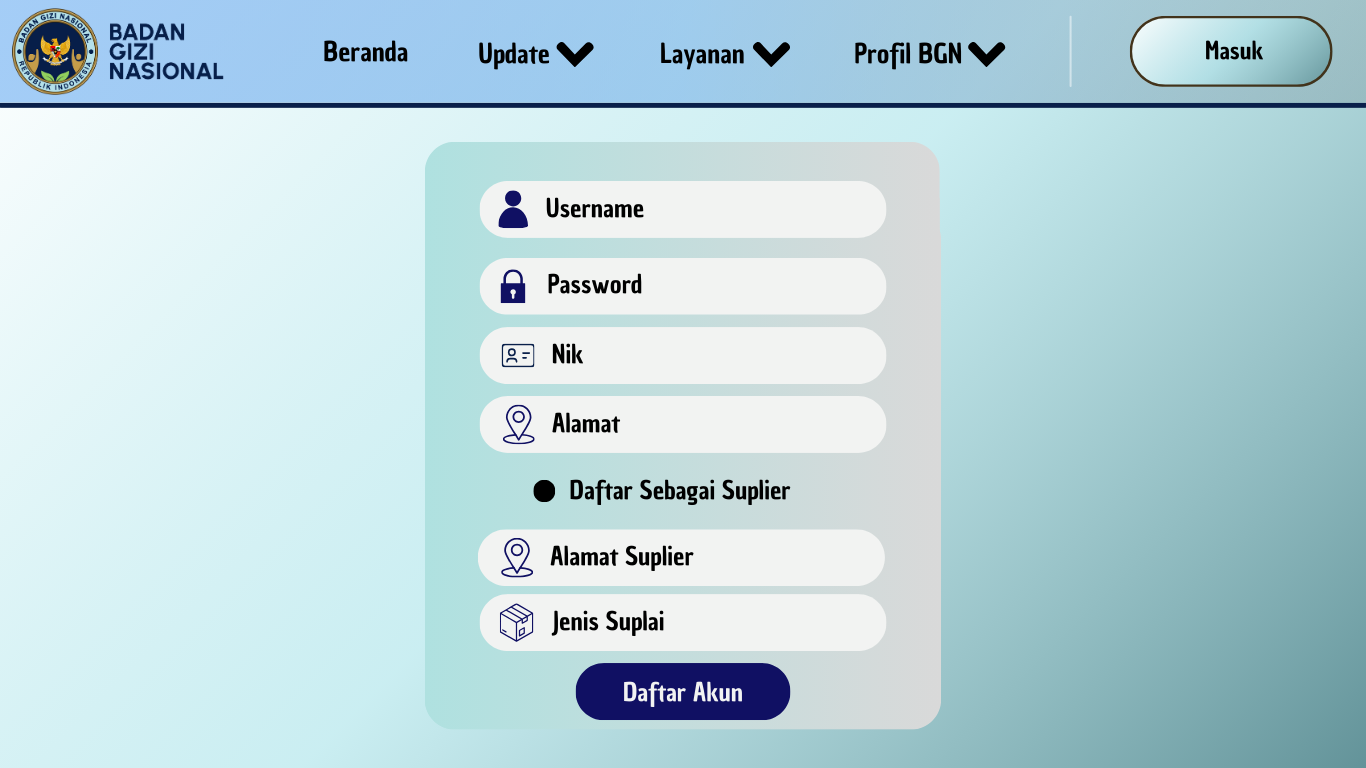 BADAN GIZI NASIONAL
REPUBLIK INDONESIA
BADAN
GIZI
NASIONAL
Beranda
Update
Layanan
Profil BGN
Masuk
Username
Password
Nik
Alamat
Daftar Sebagai Suplier
Alamat Suplier
Jenis Suplai
Daftar Akun